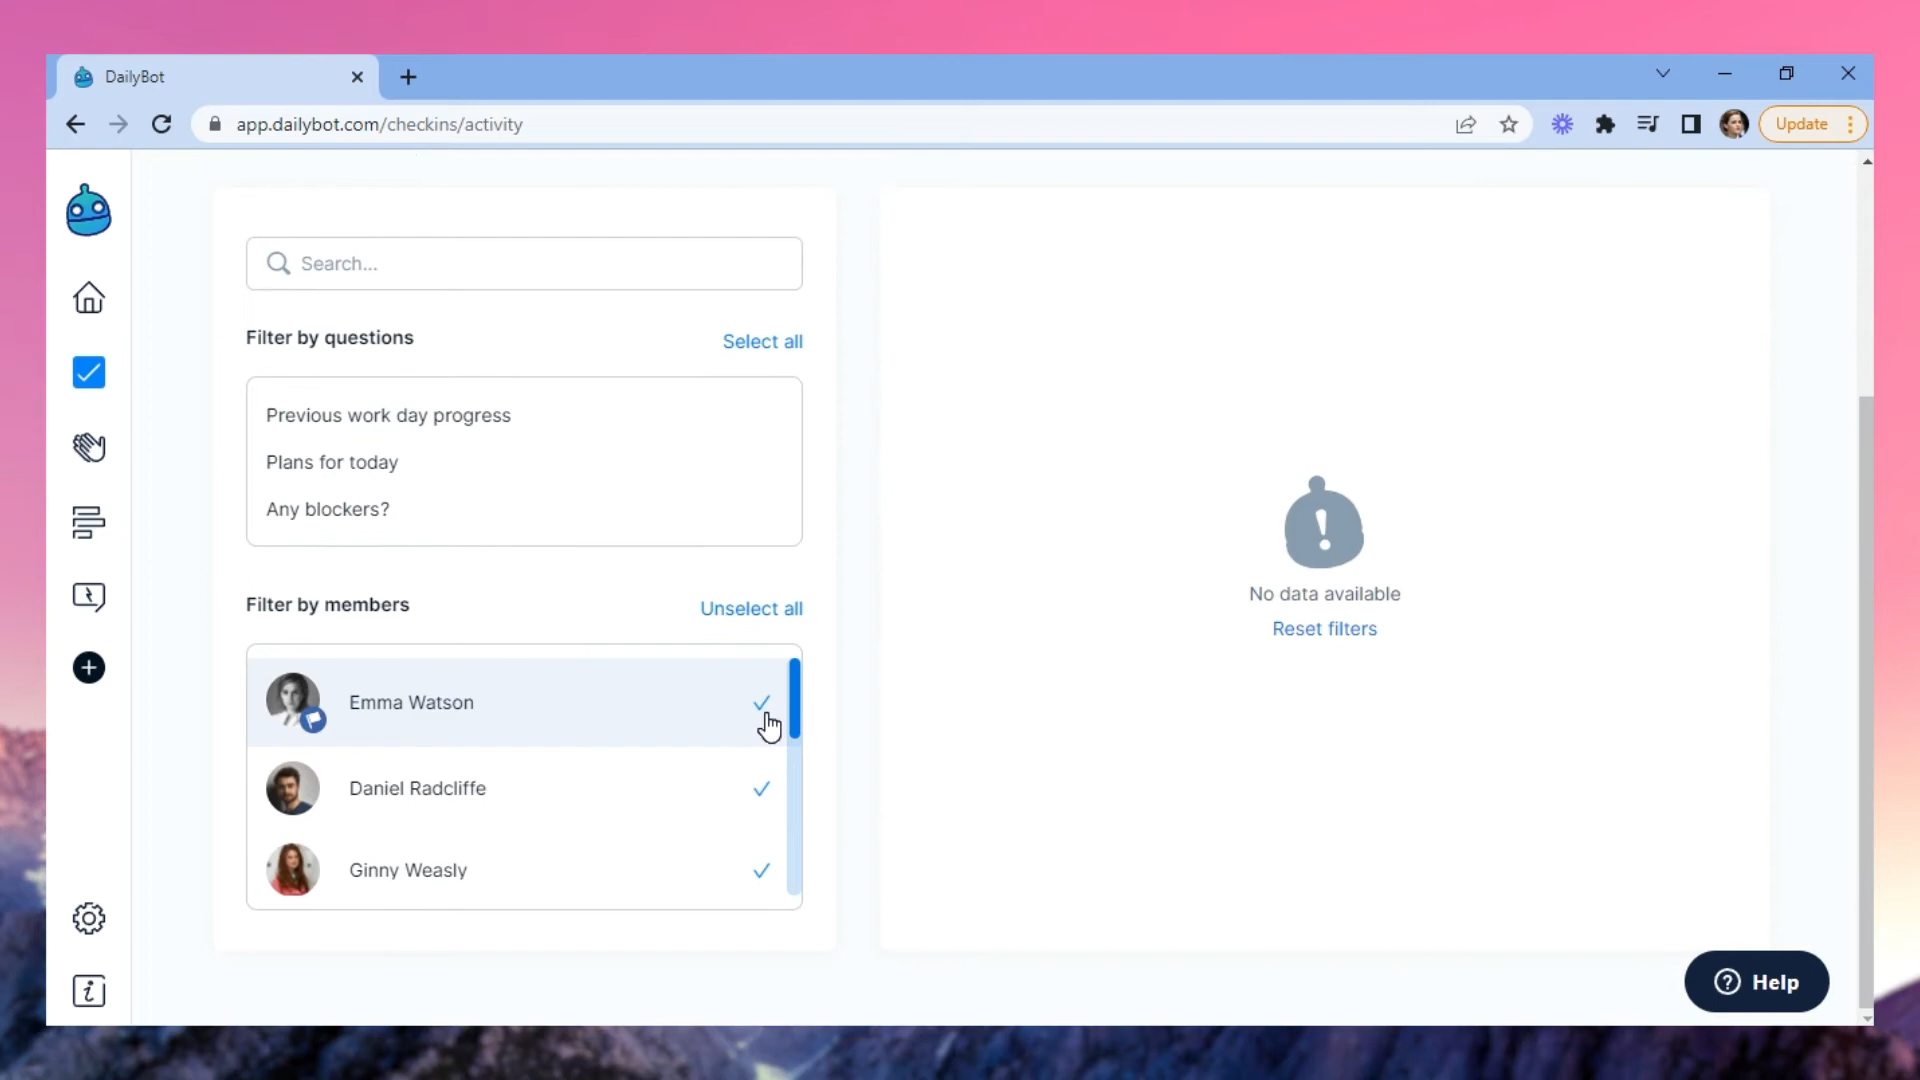 DailyBot
app.dailybot.com/checkins/activity
Update
Search...
Filter by questions
Select all
Previous work day progress
Plans for today
Any blockers?
Filter by members
Unselect all
Emma Watson
Daniel Radcliffe
Ginny Weasly
No data available
Reset filters
Help